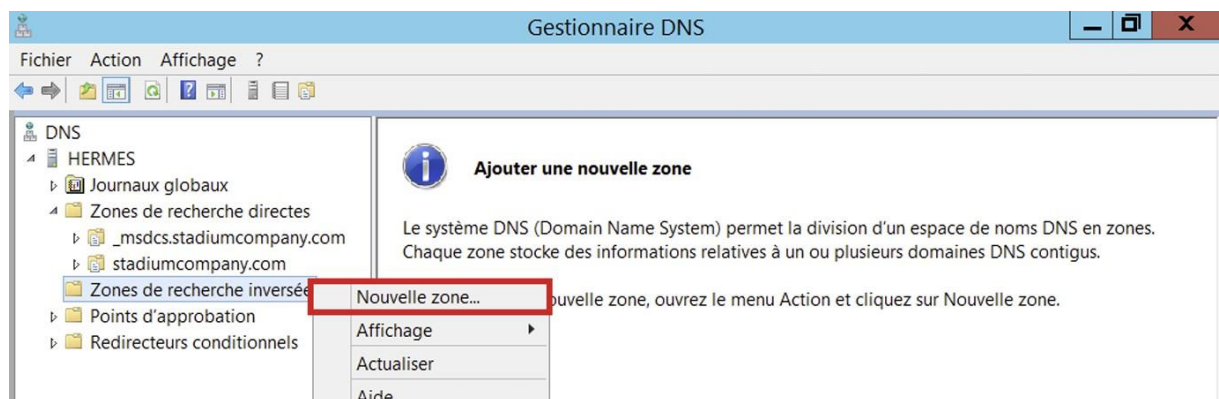 Gestionnaire DNS
Fichier Action Affichage ?
DNS
HERMES
Journaux globaux
Zones de recherche directes
_msdcs.stadiumcompany.com
stadiumcompany.com
Zones de recherche inversée
Points d'approbation
Redirecteurs conditionnels
Nouvelle zone...
Affichage
Actualiser
Aide
Ajouter une nouvelle zone
Le système DNS (Domain Name System) permet la division d'un espace de noms DNS en zones.
Chaque zone stocke des informations relatives à un ou plusieurs domaines DNS contigus.
ouvelle zone, ouvrez le menu Action et cliquez sur Nouvelle zone.